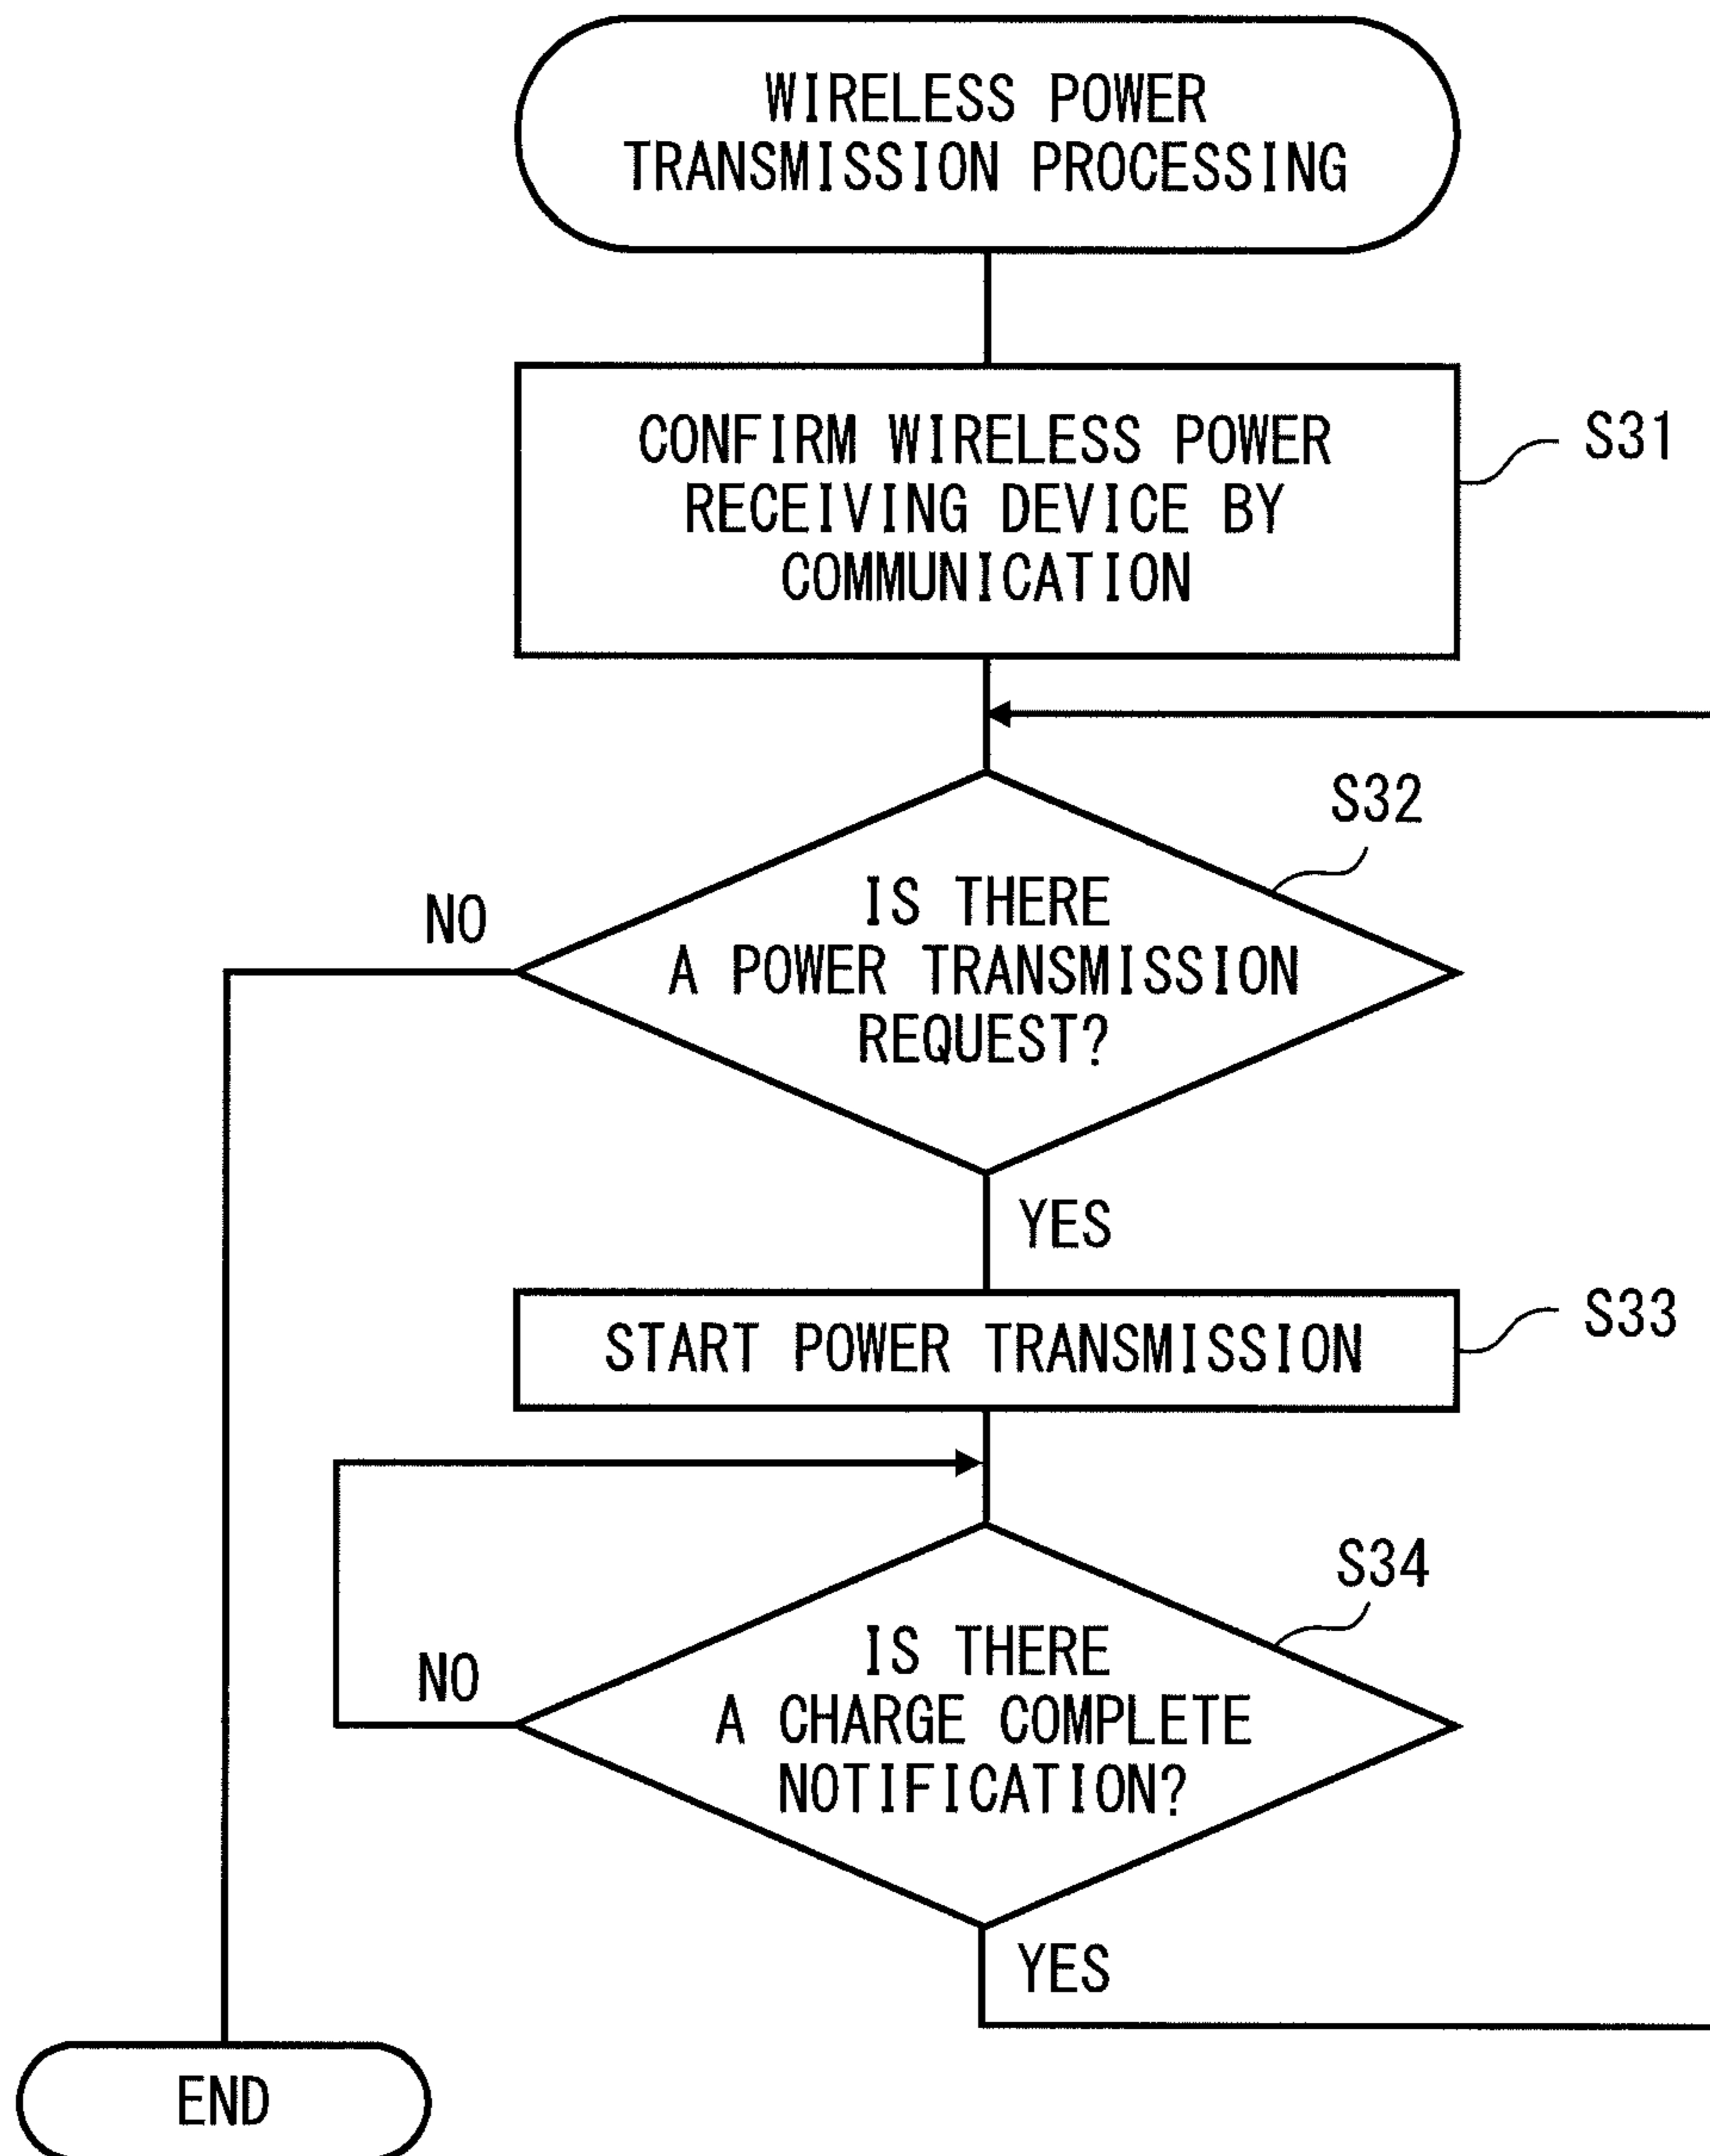 WIRELESS POWER
TRANSMISSION PROCESSING
CONFIRM WIRELESS POWER
RECEIVING DEVICE BY
COMMUNICATION
S31
S32
IS THERE
A POWER TRANSMISSION
REQUEST?
NO
YES
START POWER TRANSMISSION
S33
S34
IS THERE
A CHARGE COMPLETE
NOTIFICATION?
NO
YES
END